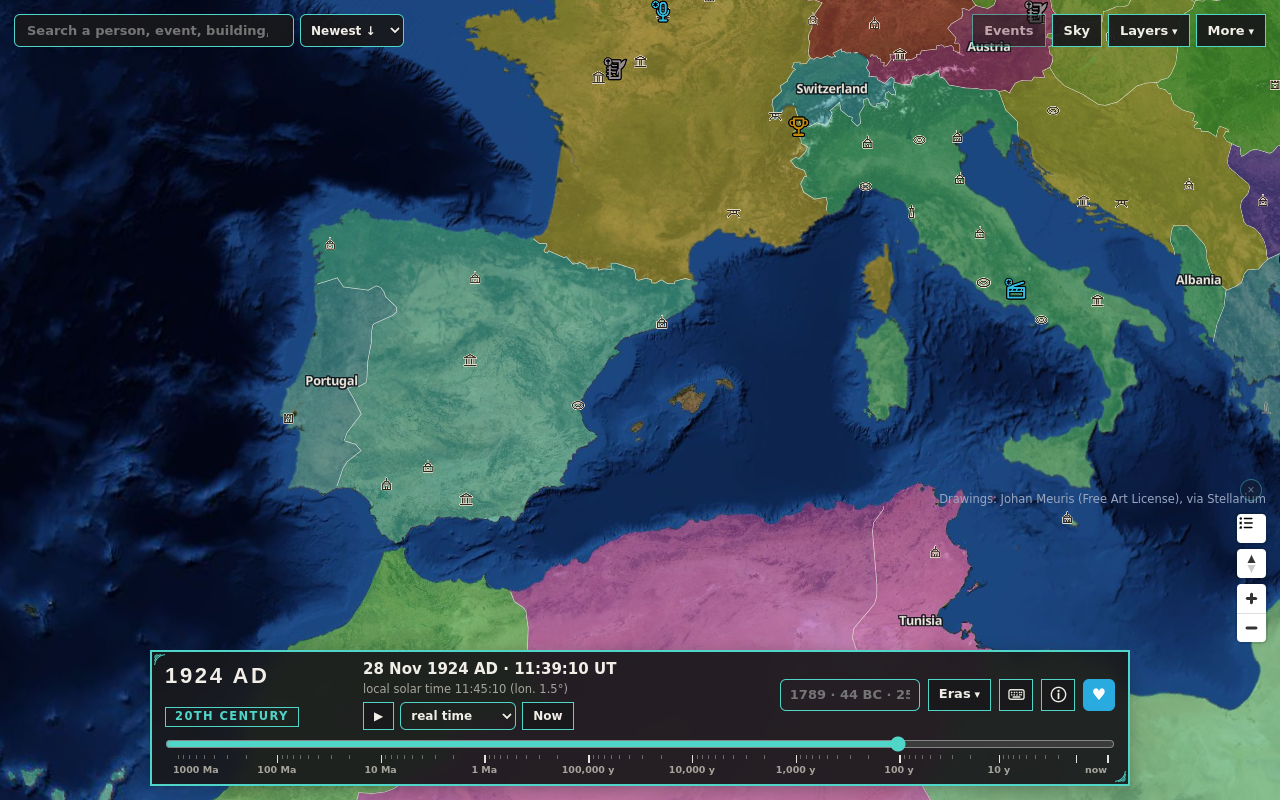 Search a person, event, building,
Newest ↓
Events
Sky
Layers ▾
More ▾
Austria
Switzerland
Albania
Portugal
Drawings: Johan Meuris (Free Art License), via Stellarium
Tunisia
1924 AD
28 Nov 1924 AD · 11:39:10 UT
local solar time 11:45:10 (lon. 1.5°)
1789 · 44 BC · 25
Eras ▾
20TH CENTURY
real time
Now
1000 Ma
100 Ma
10 Ma
1 Ma
100,000 y
10,000 y
1,000 y
100 y
10 y
now